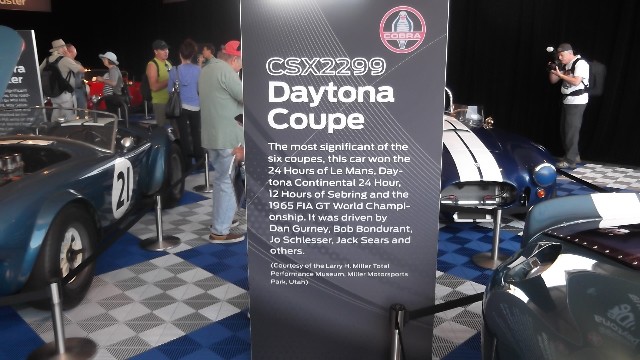 COBRA
CSX2299
Daytona
Coupe
The most significant of the
six coupes, this car won the
24 Hours of Le Mans, Day-
tona Continental 24 Hour,
12 Hours of Sebring and the
1965 FIA GT World Champi-
onship. It was driven by
Dan Gurney, Bob Bondurant,
Jo Schlesser, Jack Sears and
others.
(Courtesy of the Larry H. Miller Total
Performance Museum, Miller Motorsports
Park, Utah)
21